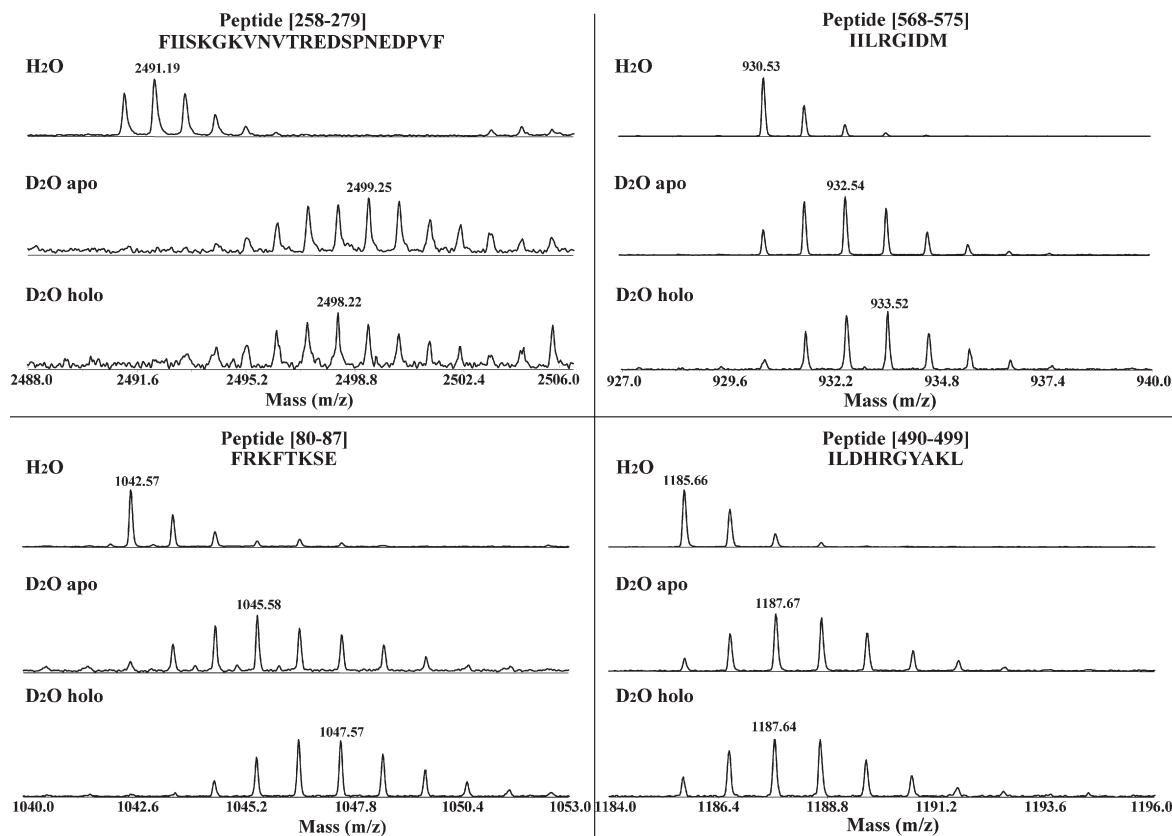 Peptide [258-279]
FIISKGKVNVTREDSPNEDPVF
H2O
2491.19
D2O apo
2499.25
D2O holo
2498.22
2488.0 2491.6 2495.2 2498.8 2502.4 2506.0
Mass (m/z)
Peptide [568-575]
IILRGIDM
H2O
930.53
D2O apo
932.54
D2O holo
933.52
927.0 929.6 932.2 934.8 937.4 940.0
Mass (m/z)
Peptide [80-87]
FRKFTKSE
H2O
1042.57
D2O apo
1045.58
D2O holo
1047.57
1040.0 1042.6 1045.2 1047.8 1050.4 1053.0
Mass (m/z)
Peptide [490-499]
ILDHRGYAKL
H2O
1185.66
D2O apo
1187.67
D2O holo
1187.64
1184.0 1186.4 1188.8 1191.2 1193.6 1196.0
Mass (m/z)